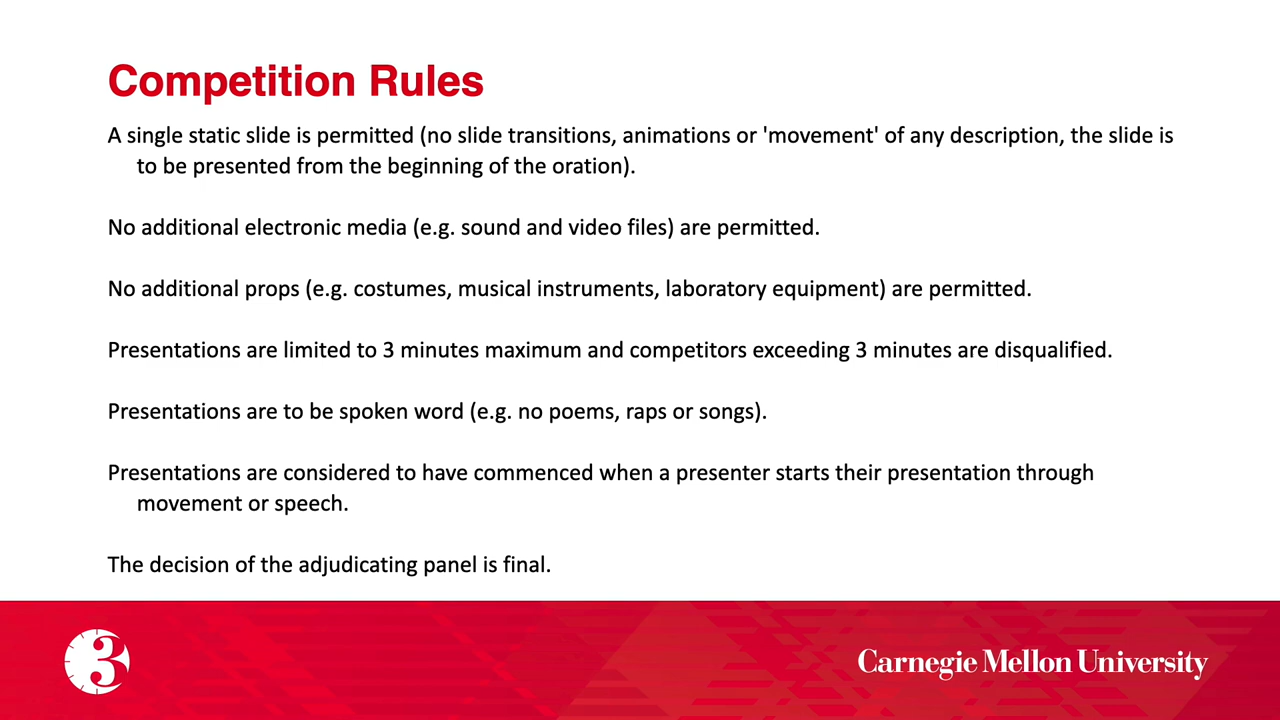 Competition Rules
A single static slide is permitted (no slide transitions, animations or 'movement' of any description, the slide is
to be presented from the beginning of the oration).
No additional electronic media (e.g. sound and video files) are permitted.
No additional props (e.g. costumes, musical instruments, laboratory equipment) are permitted.
Presentations are limited to 3 minutes maximum and competitors exceeding 3 minutes are disqualified.
Presentations are to be spoken word (e.g. no poems, raps or songs).
Presentations are considered to have commenced when a presenter starts their presentation through
movement or speech.
The decision of the adjudicating panel is final.
3
Carnegie Mellon University